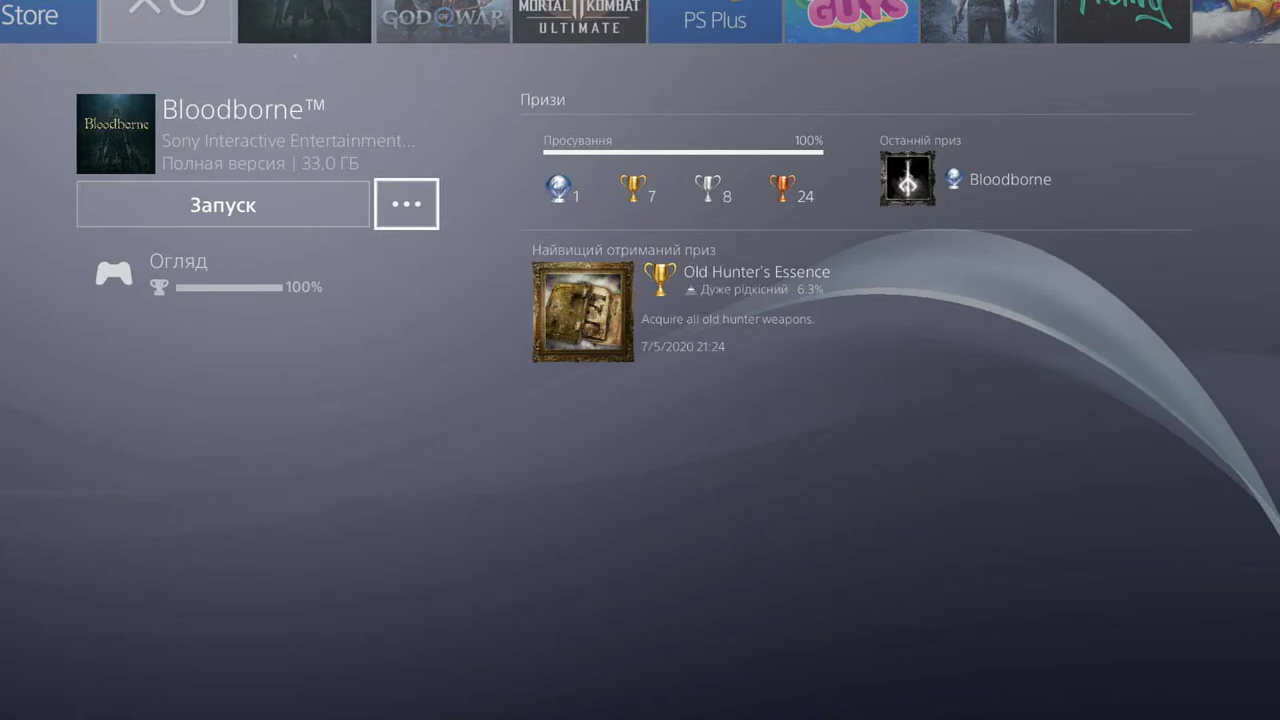 Store
GOD OF WAR
MORTAL KOMBAT
ULTIMATE
PS Plus
GUYS
Bloodborne
Bloodborne™
Sony Interactive Entertainment...
Полная версия | 33,0 ГБ
Запуск
Огляд
100%
Призи
Просування 100%
1 7 8 24
Останній приз
Bloodborne
Найвищий отриманий приз
Old Hunter's Essence
Дуже рідкісний 6.3%
Acquire all old hunter weapons.
7/5/2020 21:24